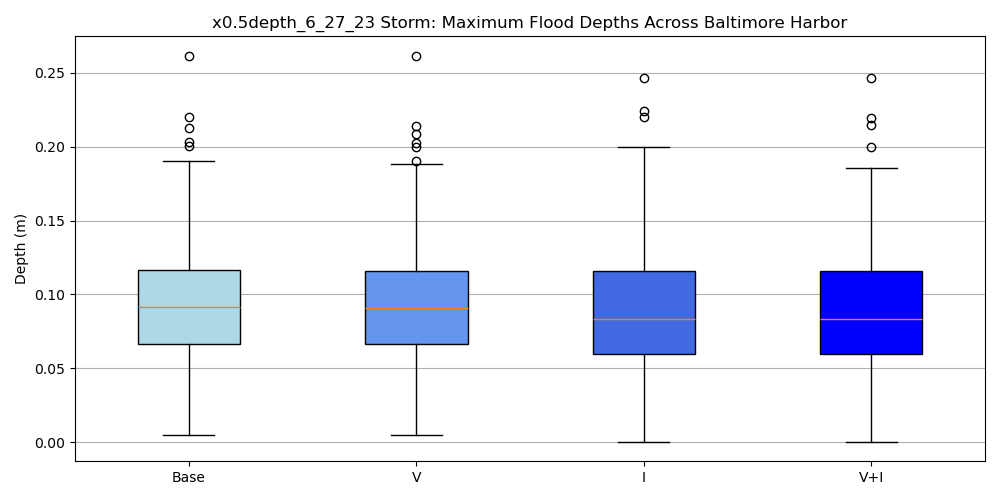 x0.5depth_6_27_23 Storm: Maximum Flood Depths Across Baltimore Harbor
Depth (m)
0.25
0.20
0.15
0.10
0.05
0.00
Base V I V+I